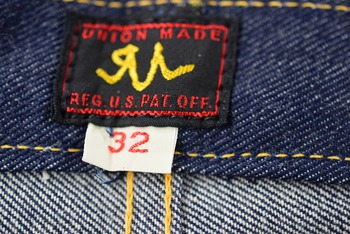 UNION MADE
REG. U.S. PAT. OFF.
32